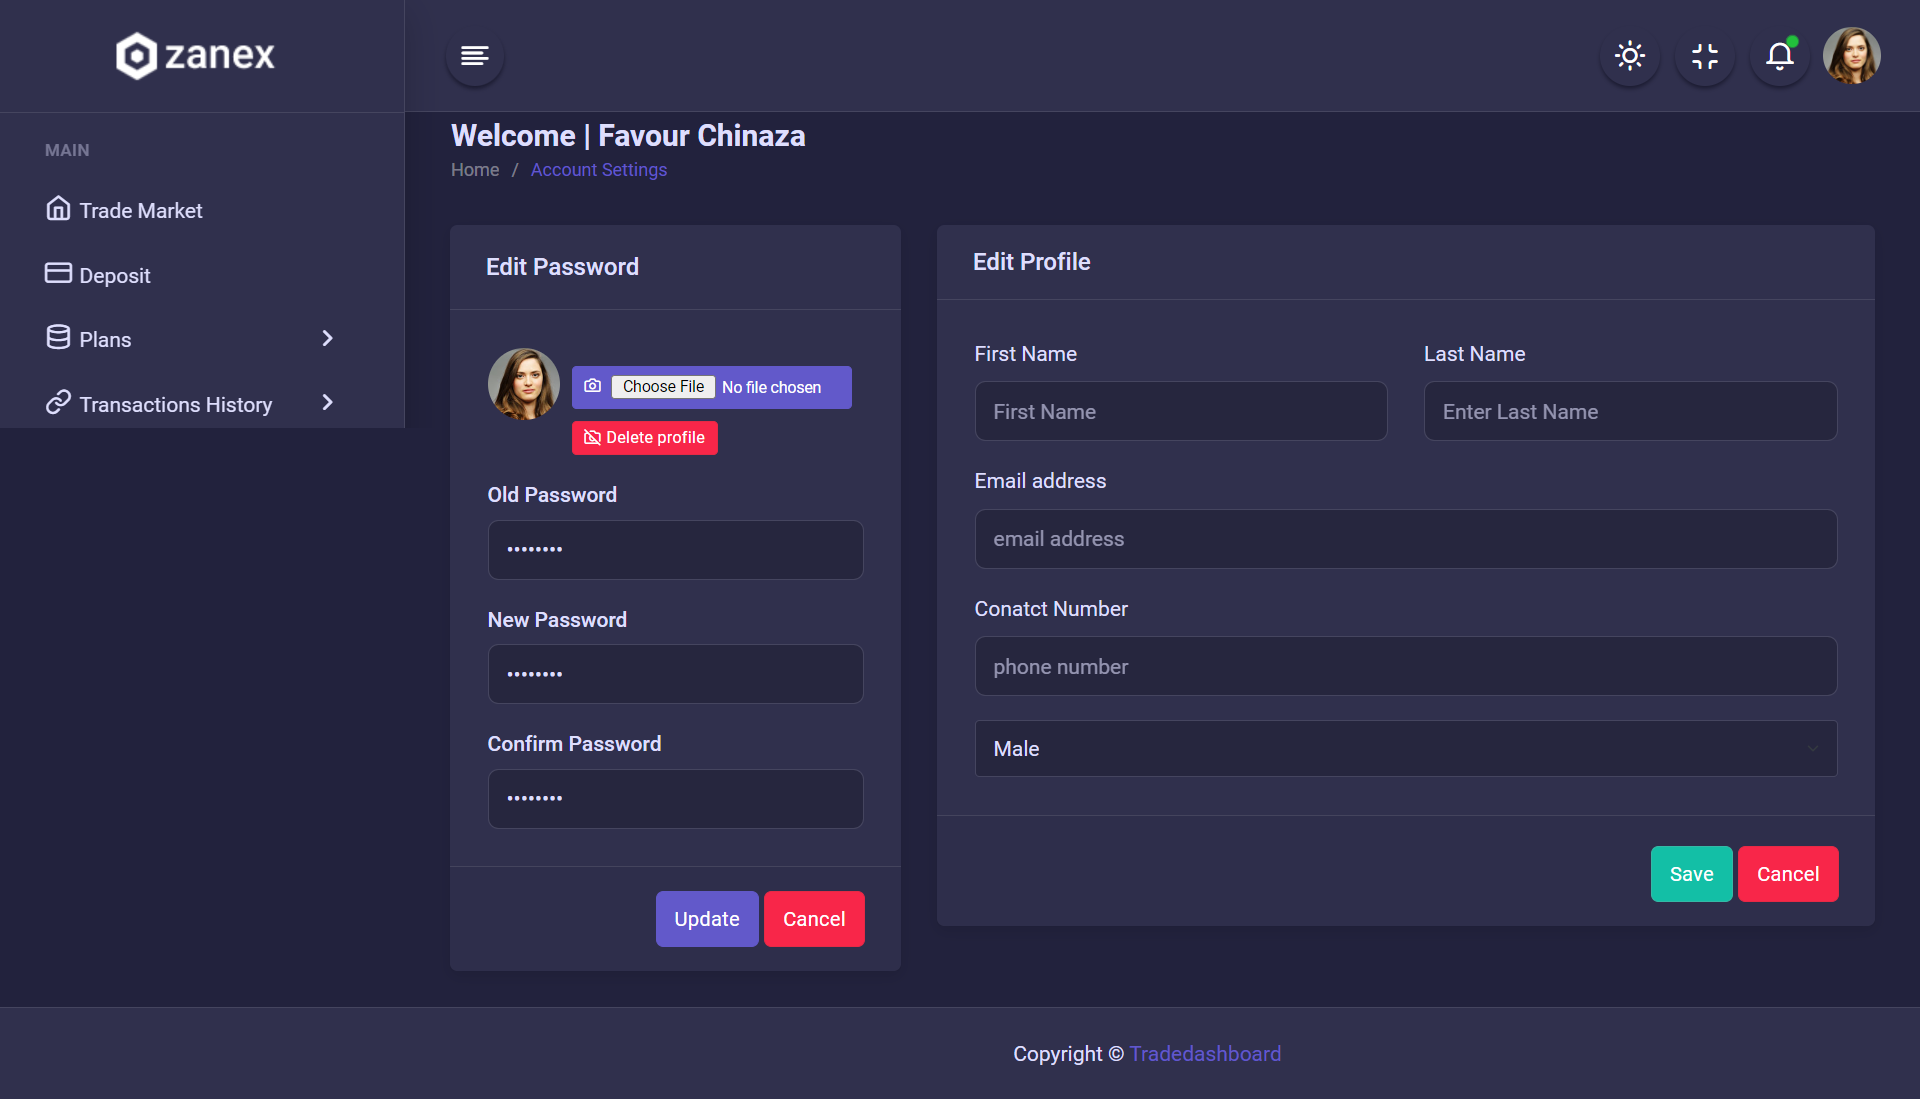 zanex
MAIN
Trade Market
Deposit
Plans
Transactions History
Welcome | Favour Chinaza
Home / Account Settings
Edit Password
Choose File No file chosen
Delete profile
Old Password
••••••••
New Password
••••••••
Confirm Password
••••••••
Update Cancel
Edit Profile
First Name Last Name
First Name Enter Last Name
Email address
email address
Conatct Number
phone number
Male
Save Cancel
Copyright © Tradedashboard